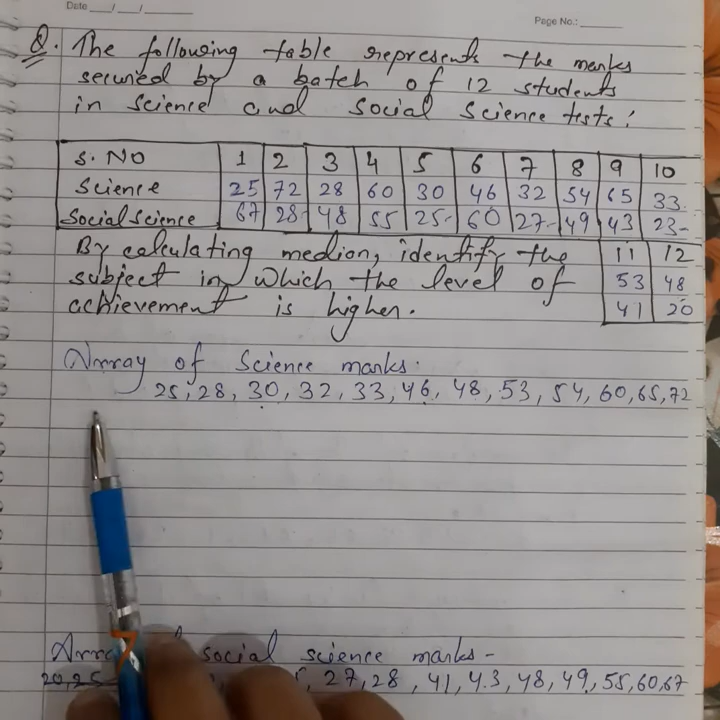 Date ___/___/___
Page No.: ______
Q. The following table represents the marks
secured by a batch of 12 students
in science and social science tests:
S. NO 1 2 3 4 5 6 7 8 9 10
Science 25 72 28 60 30 46 32 54 65 33
Social science 67 28 48 55 25 60 27 49 43 23
By calculating median, identify the 11 12
subject in which the level of 53 48
achievement is higher. 41 20
Array of Science marks.
25, 28, 30, 32, 33, 46, 48, 53, 54, 60, 65, 72
social science marks -
27, 28, 41, 43, 48, 49, 55, 60, 67